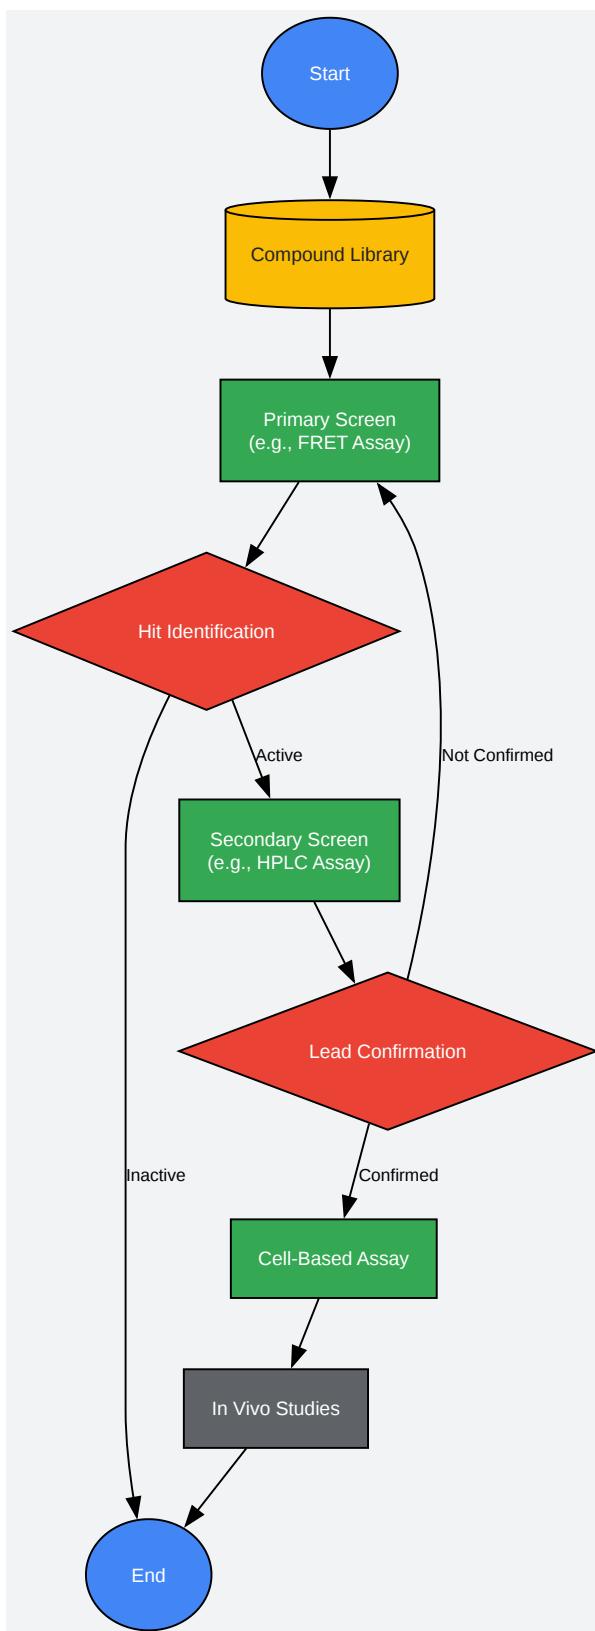 Start
Compound Library
Primary Screen
(e.g., FRET Assay)
Hit Identification
Active
Not Confirmed
Secondary Screen
(e.g., HPLC Assay)
Lead Confirmation
Inactive
Confirmed
Cell-Based Assay
In Vivo Studies
End